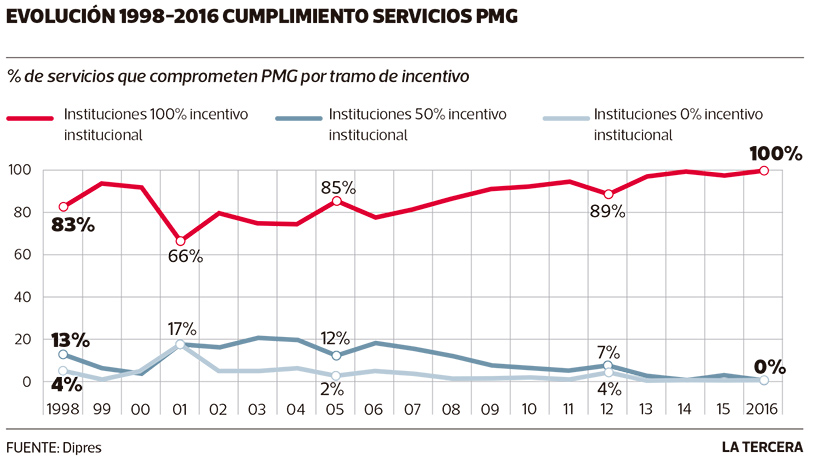 EVOLUCIÓN 1998-2016 CUMPLIMIENTO SERVICIOS PMG
% de servicios que comprometen PMG por tramo de incentivo
Instituciones 100% incentivo
institucional
Instituciones 50% incentivo
institucional
Instituciones 0% incentivo
institucional
100
80
60
40
20
0
83%
66%
85%
89%
100%
13%
4%
17%
12%
2%
7%
4%
0%
1998 99 00 01 02 03 04 05 06 07 08 09 10 11 12 13 14 15 2016
FUENTE: Dipres
LA TERCERA